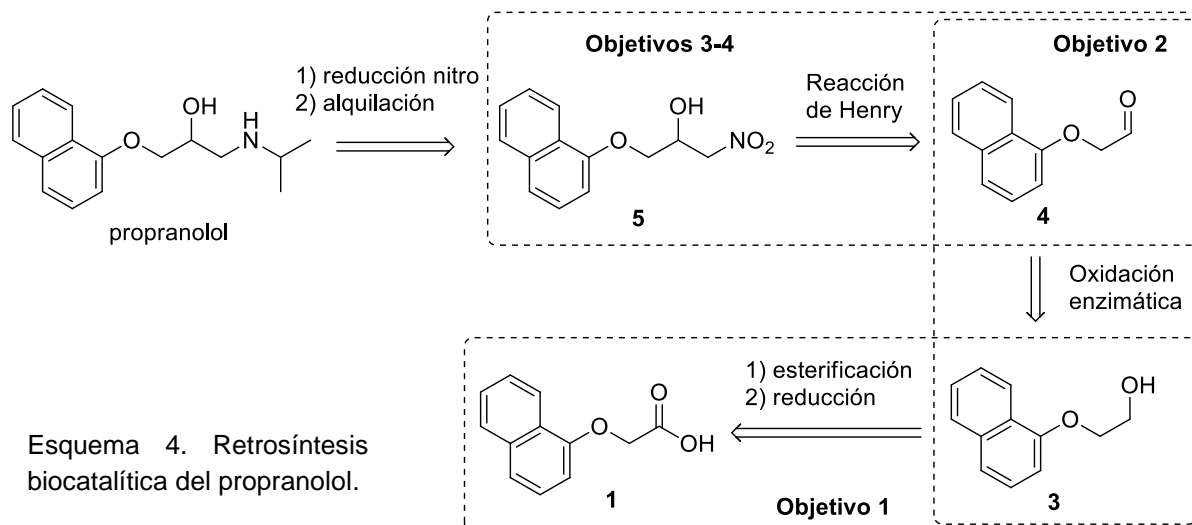 Objetivos 3-4
Objetivo 2
1) reducción nitro
2) alquilación
Reacción
de Henry
OH
O
H
N
propranolol
OH
O
NO2
5
O
O
4
Oxidación
enzimática
1) esterificación
2) reducción
O
O
OH
1
Objetivo 1
OH
O
3
Esquema 4. Retrosíntesis
biocatalítica del propranolol.